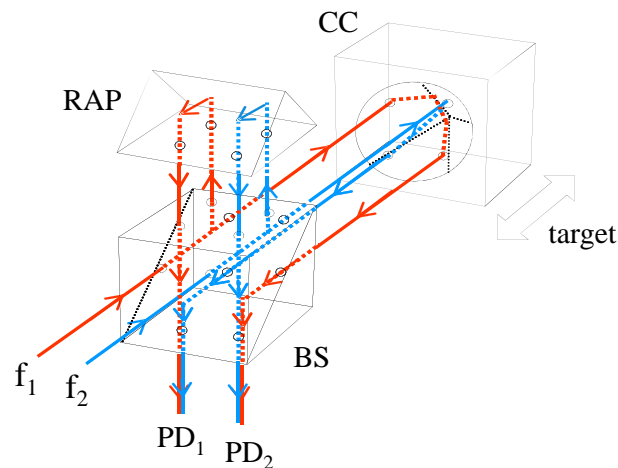 CC
RAP
target
BS
f1
f2
PD1
PD2